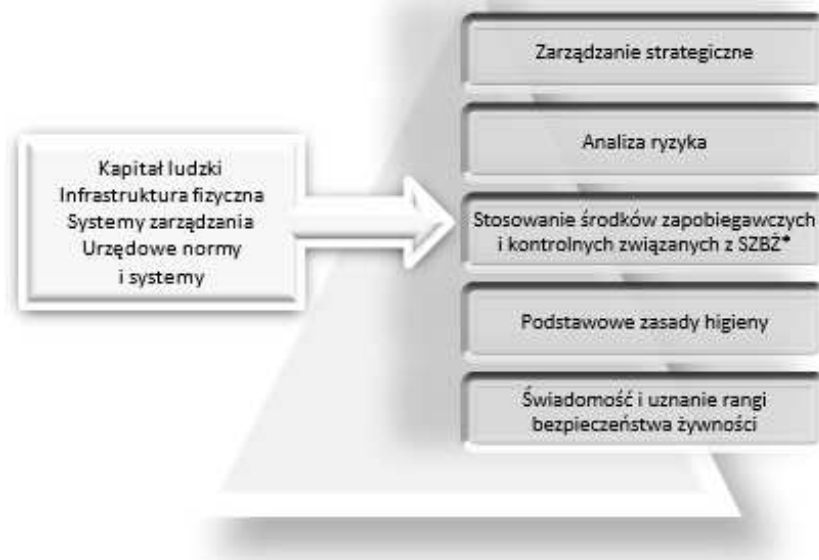 Zarządzanie strategiczne
Analiza ryzyka
Kapitał ludzki
Infrastruktura fizyczna
Systemy zarządzania
Urzędowe normy
i systemy
Stosowanie środków zapobiegawczych
i kontrolnych związanych z SZBŻ*
Podstawowe zasady higieny
Świadomość i uznanie rangi
bezpieczeństwa żywności